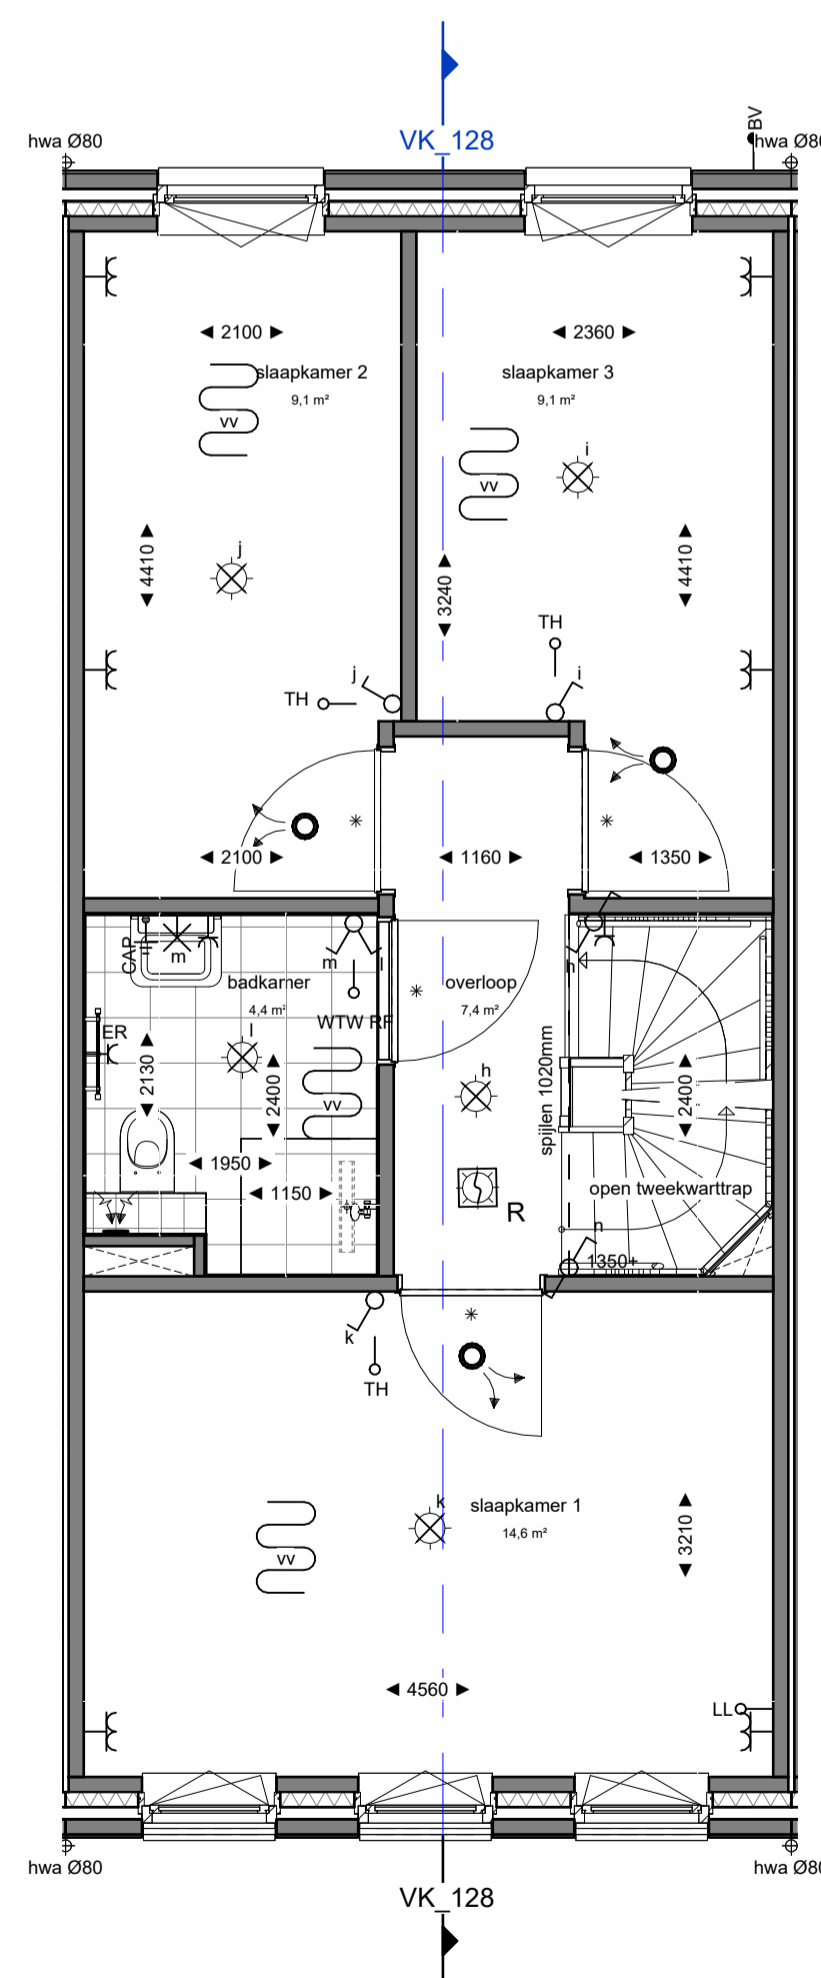 BV
hwa Ø80
VK_128
hwa Ø80
2100
2360
slaapkamer 2
9,1 m²
slaapkamer 3
9,1 m²
vv
i
vv
j
4410
3240
4410
TH
j
TH
i
2100
1160
1350
CAP
m
badkamer
4,4 m²
m
l
WTW RF
overloop
7,4 m²
h
ER
l
2130
2400
vv
h
spijlen 1020mm
2400
1950
1150
R
open tweekwarttrap
h
1350+
k
TH
k
slaapkamer 1
14,6 m²
vv
3210
4560
LL
hwa Ø80
hwa Ø80
VK_128